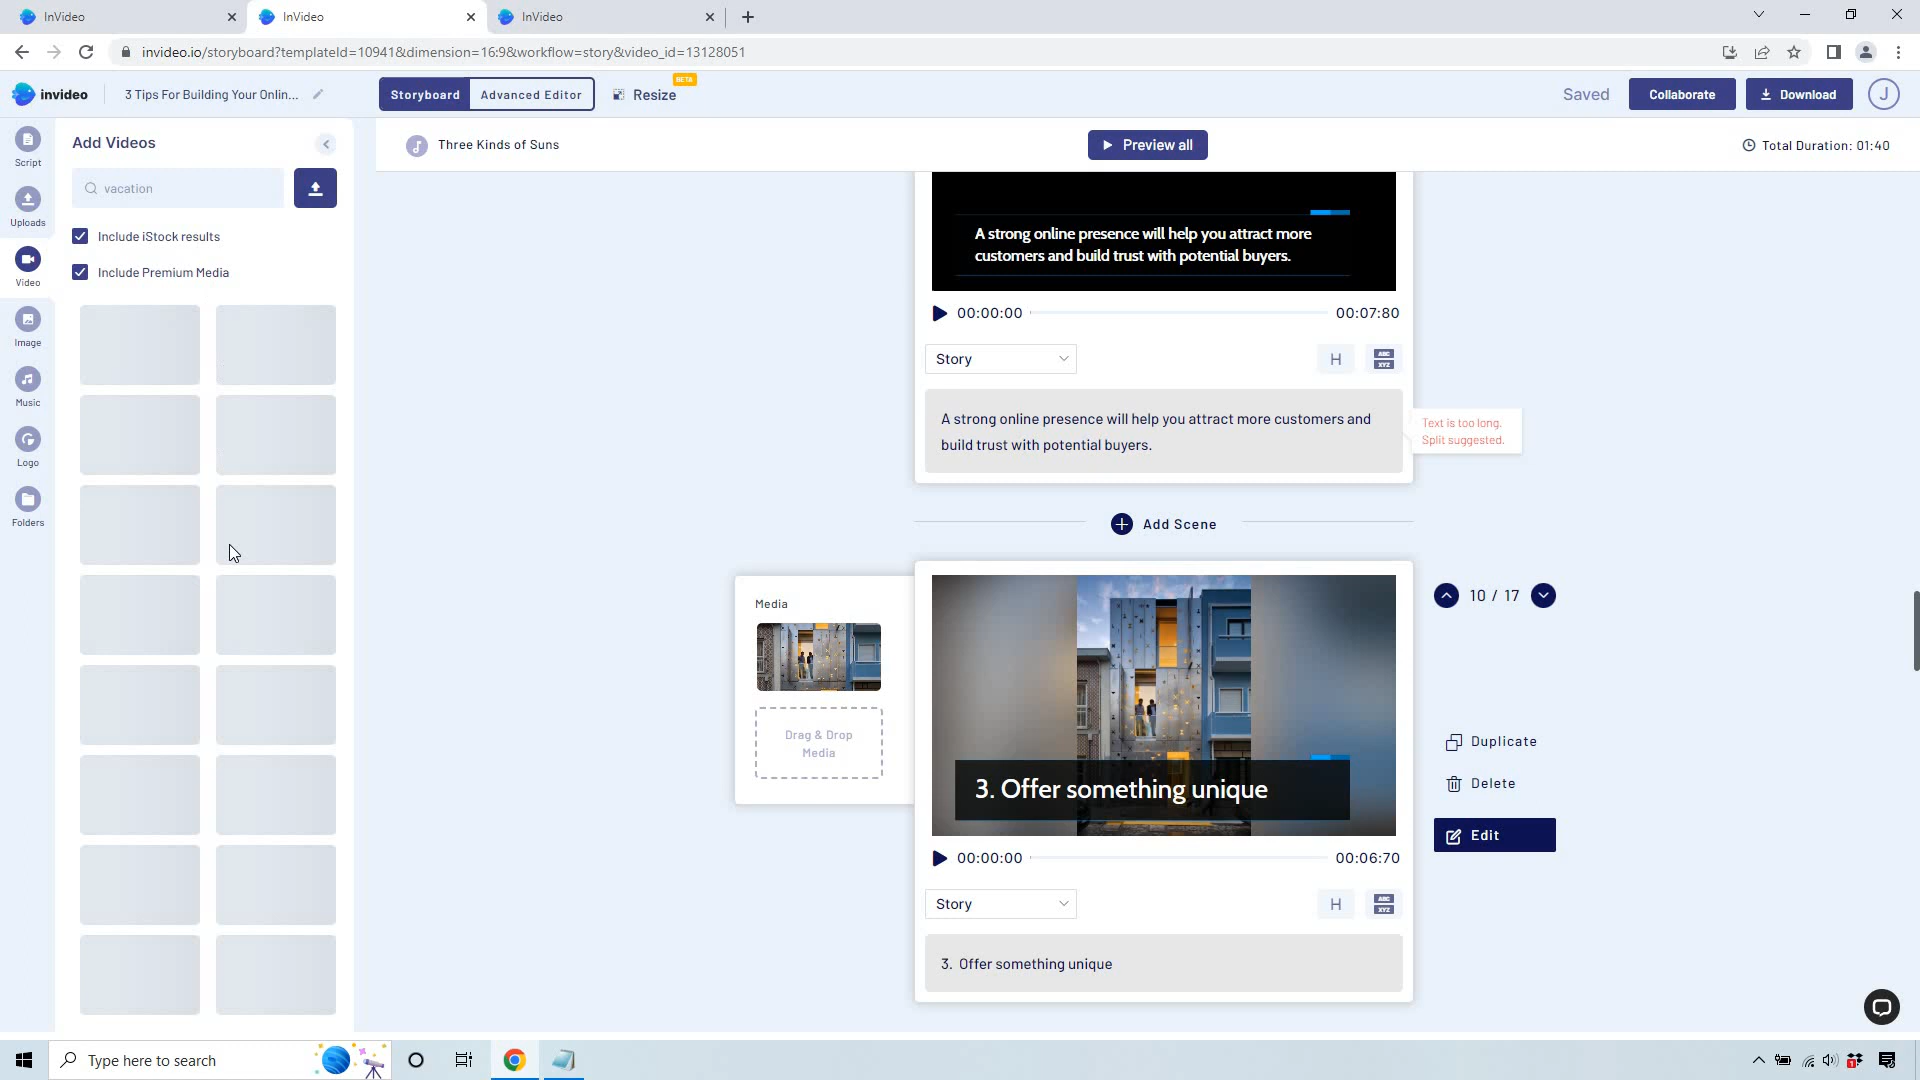 InVideo
InVideo
InVideo
invideo.io/storyboard?templateId=10941&dimension=16:9&workflow=story&video_id=13128051
invideo
3 Tips For Building Your Onlin...
Storyboard
Advanced Editor
Resize
BETA
Saved
Collaborate
Download
J
Script
Uploads
Video
Image
Music
Logo
Folders
Add Videos
vacation
Include iStock results
Include Premium Media
Three Kinds of Suns
Preview all
Total Duration: 01:40
A strong online presence will help you attract more
customers and build trust with potential buyers.
00:00:00
00:07:80
Story
H
ABC
XYZ
A strong online presence will help you attract more customers and
build trust with potential buyers.
Text is too long.
Split suggested.
Add Scene
Media
Drag & Drop
Media
3. Offer something unique
10 / 17
Duplicate
Delete
Edit
00:00:00
00:06:70
Story
H
ABC
XYZ
3. Offer something unique
Type here to search
1